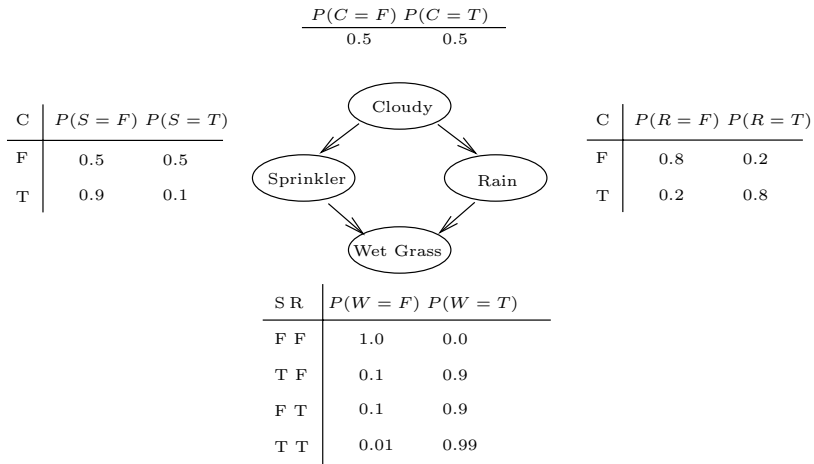 P(C = F) P(C = T)
0.5 0.5
Cloudy
Sprinkler
Rain
Wet Grass
C P(S = F) P(S = T)
F 0.5 0.5
T 0.9 0.1
C P(R = F) P(R = T)
F 0.8 0.2
T 0.2 0.8
S R P(W = F) P(W = T)
F F 1.0 0.0
T F 0.1 0.9
F T 0.1 0.9
T T 0.01 0.99